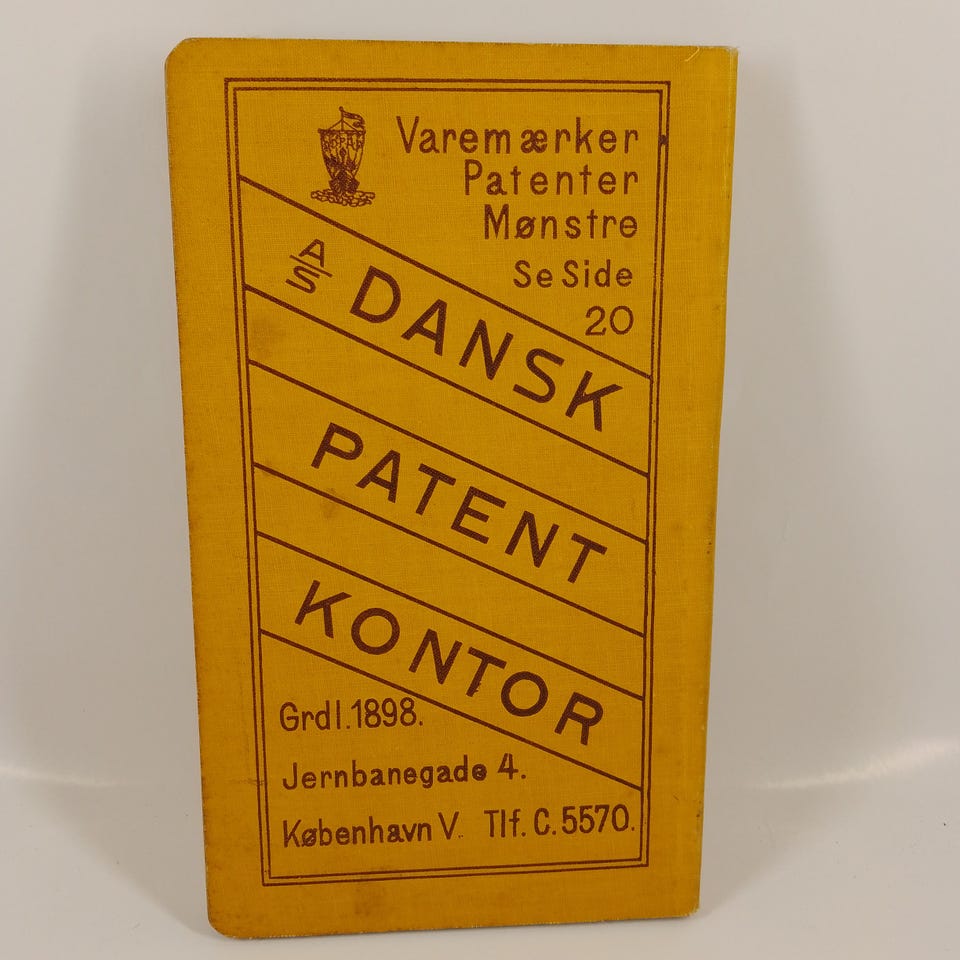 Varemærker
Patenter
Mønstre
Se Side
20
A/S DANSK
PATENT
KONTOR
Grdl. 1898.
Jernbanegade 4.
København V. Tlf. C. 5570.